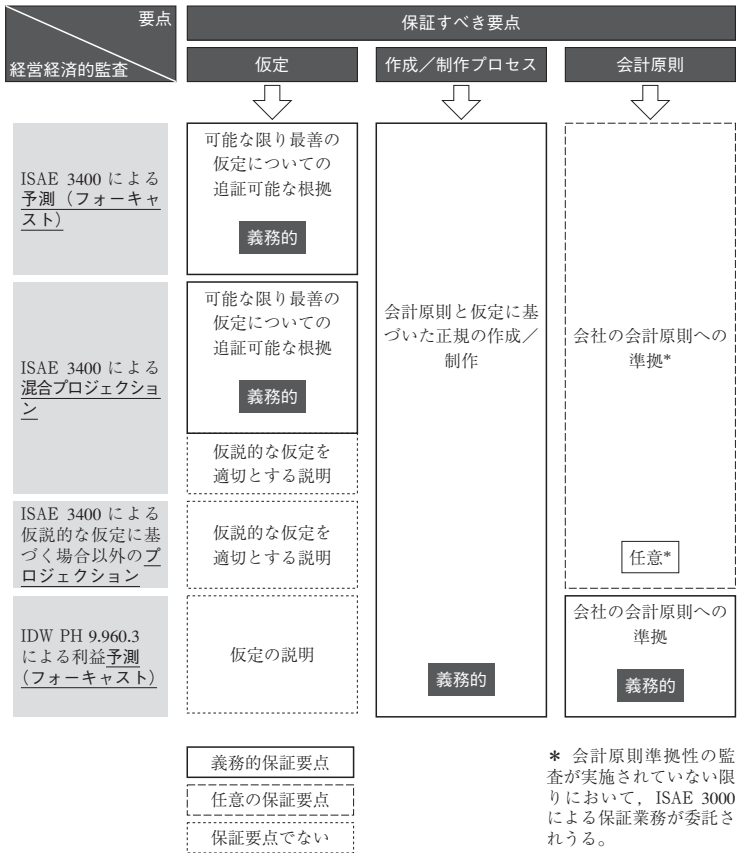 要点
経営経済的監査
保証すべき要点
仮定
作成／制作プロセス
会計原則
ISAE 3400 による
予測（フォーキャ
スト）
可能な限り最善の
仮定についての
追証可能な根拠
義務的
ISAE 3400 による
混合プロジェクショ
ン
可能な限り最善の
仮定についての
追証可能な根拠
義務的
仮説的な仮定を
適切とする説明
ISAE 3400 による
仮説的な仮定に基
づく場合以外のプ
ロジェクション
仮説的な仮定を
適切とする説明
IDW PH 9.960.3
による利益予測
（フォーキャスト）
仮定の説明
会計原則と仮定に基
づいた正規の作成／
制作
義務的
会社の会計原則への
準拠*
任意*
会社の会計原則への
準拠
義務的
義務的保証要点
任意の保証要点
保証要点でない
＊ 会計原則準拠性の監
査が実施されていない限
りにおいて，ISAE 3000
による保証業務が委託さ
れうる。